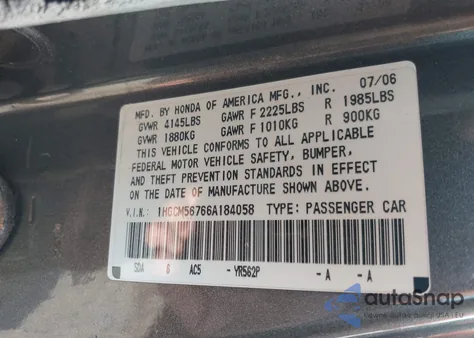 MFD. BY HONDA OF AMERICA MFG., INC. 07/06
GVWR 4145LBS GAWR F 2225LBS R 1985LBS
GVWR 1880KG GAWR F 1010KG R 900KG
THIS VEHICLE CONFORMS TO ALL APPLICABLE
FEDERAL MOTOR VEHICLE SAFETY, BUMPER,
AND THEFT PREVENTION STANDARDS IN EFFECT
ON THE DATE OF MANUFACTURE SHOWN ABOVE.
V.I.N.: 1HGCM56766A184058 TYPE: PASSENGER CAR
SDA 6 AC5 - YR562P -A -A
autoSnap